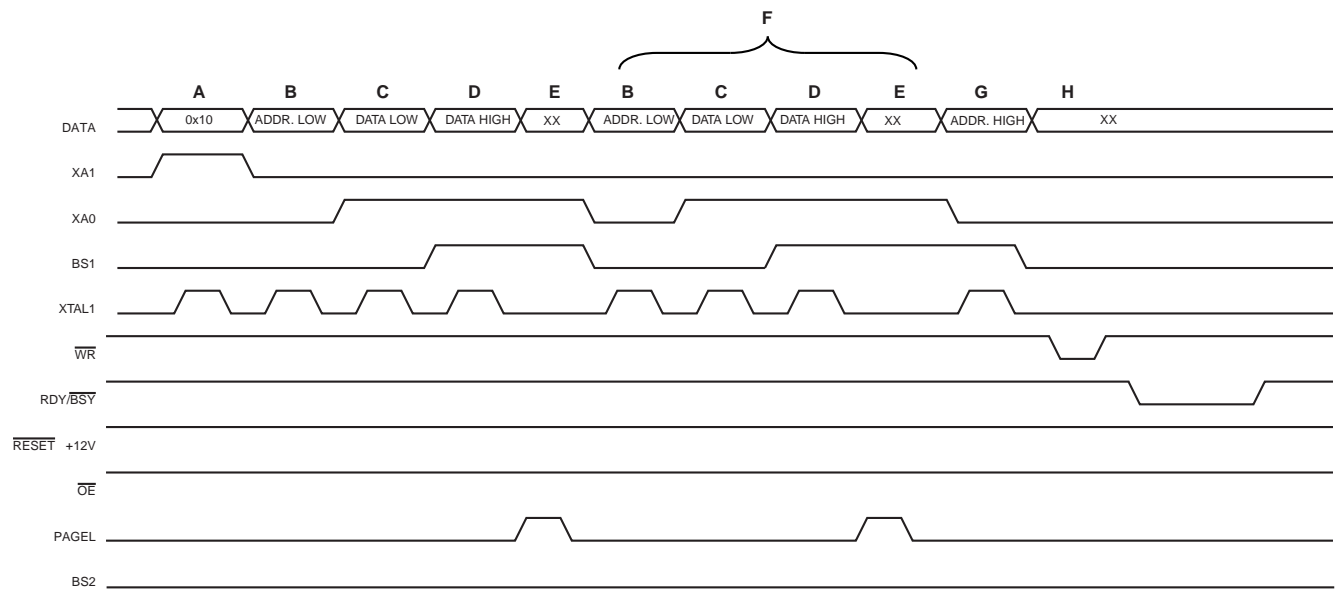 F
A B C D E B C D E G H
DATA 0x10 ADDR. LOW DATA LOW DATA HIGH XX ADDR. LOW DATA LOW DATA HIGH XX ADDR. HIGH XX
XA1
XA0
BS1
XTAL1
WR
RDY/BSY
RESET +12V
OE
PAGEL
BS2